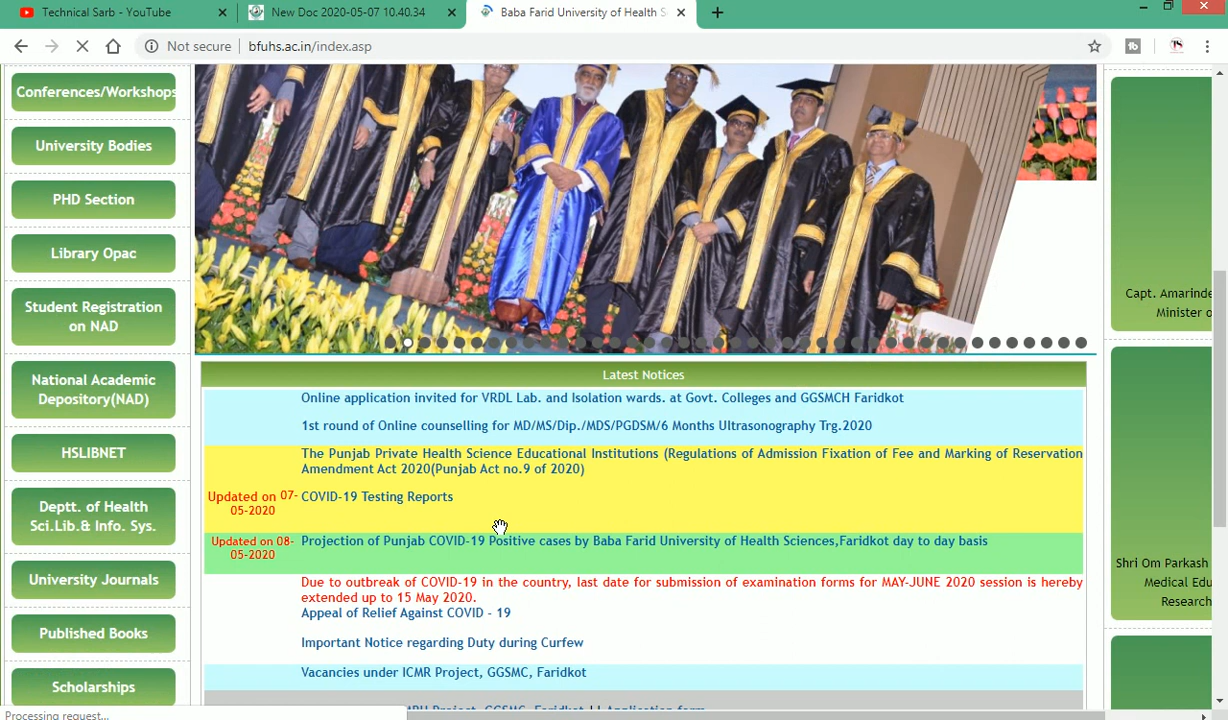 Technical Sarb - YouTube
New Doc 2020-05-07 10.40.34
Baba Farid University of Health S
Not secure
bfuhs.ac.in/index.asp
Conferences/Workshops
University Bodies
PHD Section
Library Opac
Student Registration
on NAD
National Academic
Depository(NAD)
HSLIBNET
Deptt. of Health
Sci.Lib.& Info. Sys.
University Journals
Published Books
Scholarships
Latest Notices
Online application invited for VRDL Lab. and Isolation wards. at Govt. Colleges and GGSMCH Faridkot
1st round of Online counselling for MD/MS/Dip./MDS/PGDSM/6 Months Ultrasonography Trg.2020
The Punjab Private Health Science Educational Institutions (Regulations of Admission Fixation of Fee and Marking of Reservation
Amendment Act 2020(Punjab Act no.9 of 2020)
Updated on 07-
05-2020
COVID-19 Testing Reports
Updated on 08-
05-2020
Projection of Punjab COVID-19 Positive cases by Baba Farid University of Health Sciences,Faridkot day to day basis
Due to outbreak of COVID-19 in the country, last date for submission of examination forms for MAY-JUNE 2020 session is hereby
extended up to 15 May 2020.
Appeal of Relief Against COVID - 19
Important Notice regarding Duty during Curfew
Vacancies under ICMR Project, GGSMC, Faridkot
Project, GGSMC, Faridkot || Application form
Capt. Amarinde
Minister o
Shri Om Parkash
Medical Edu
Research
Processing request...